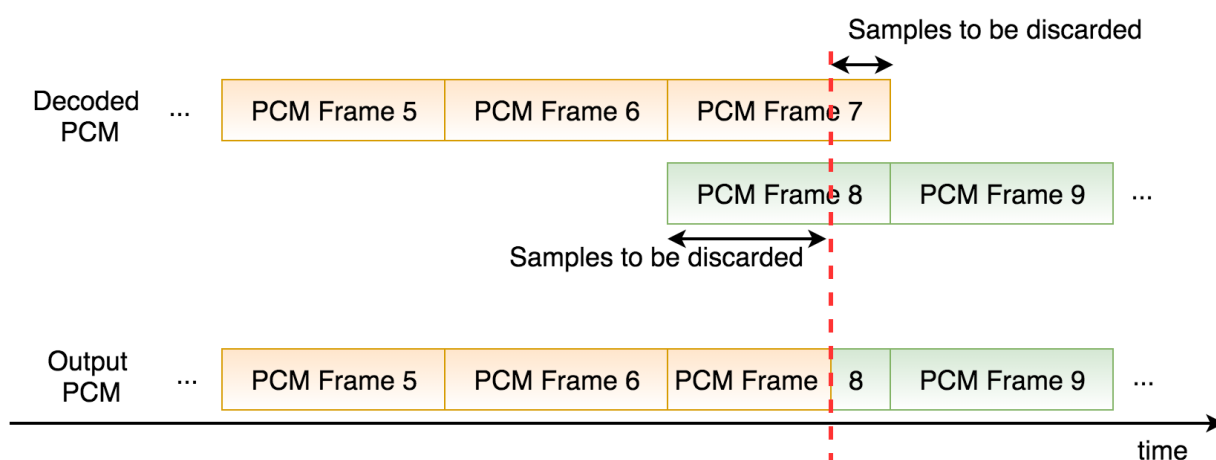 Samples to be discarded
Decoded
PCM
... PCM Frame 5 PCM Frame 6 PCM Frame 7
PCM Frame 8 PCM Frame 9 ...
Samples to be discarded
Output
PCM
... PCM Frame 5 PCM Frame 6 PCM Frame 8 PCM Frame 9 ...
time